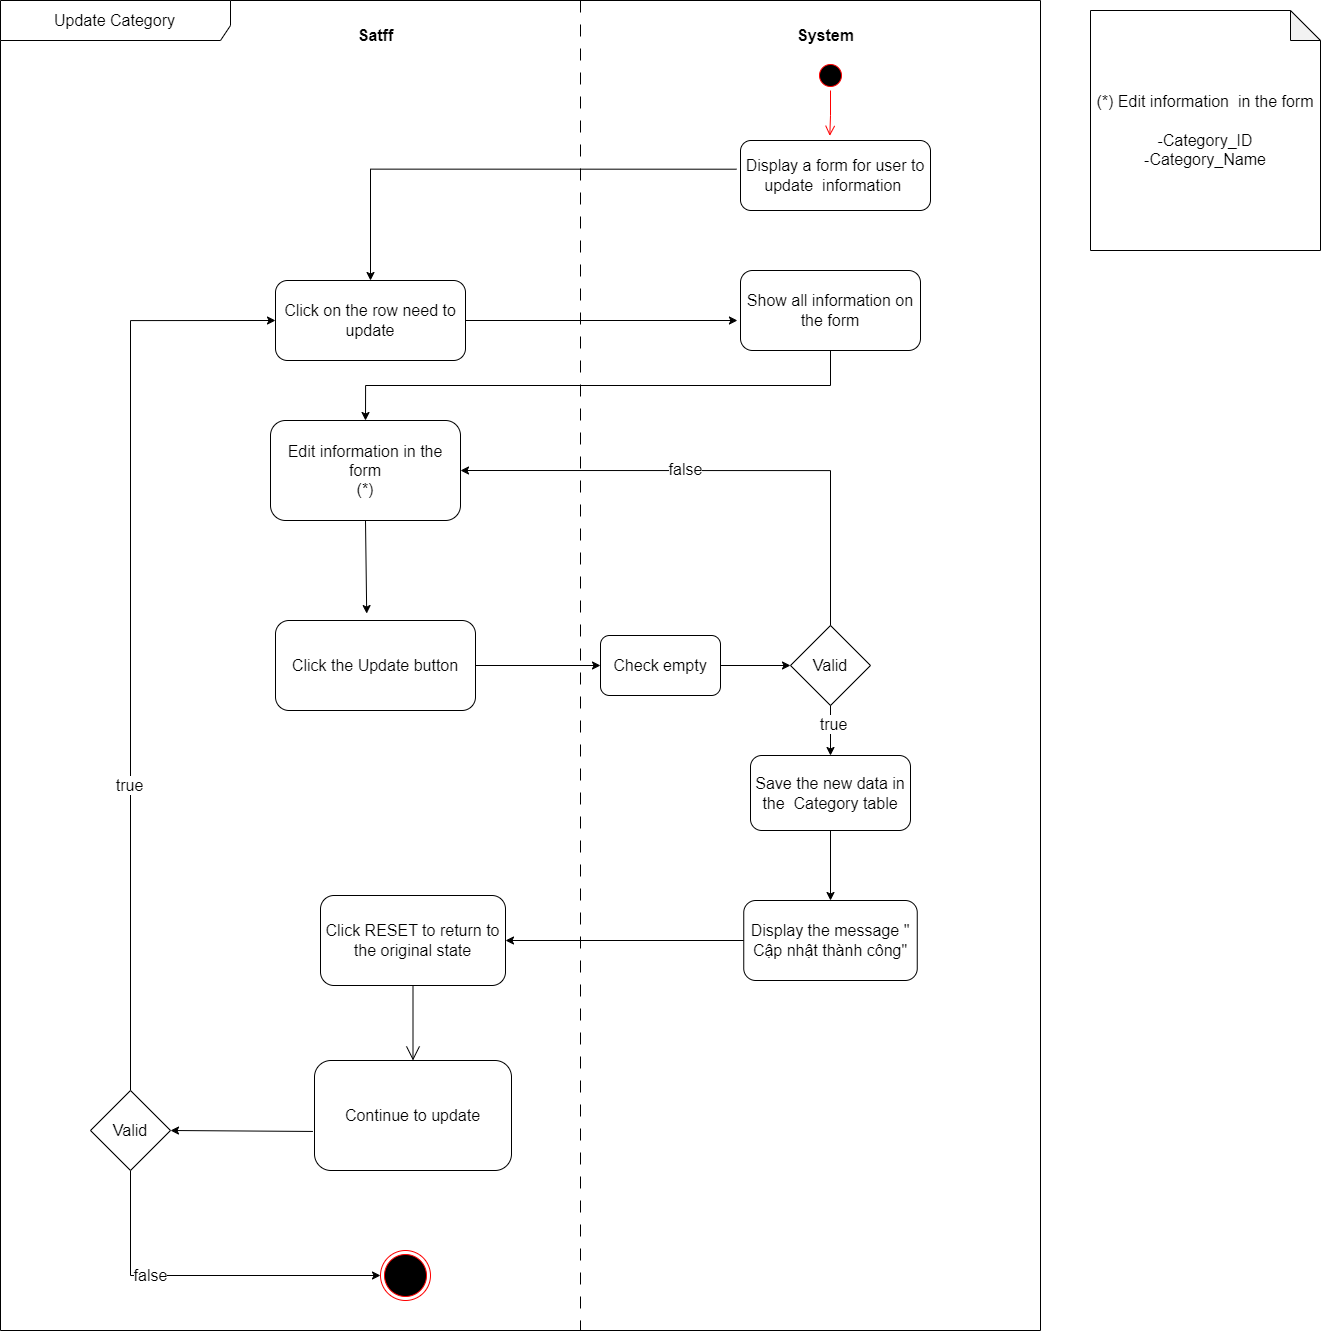 Update Category
Satff
System
(*) Edit information  in the form
-Category_ID
-Category_Name
Display a form for user to
update  information
Click on the row need to
update
Show all information on
the form
Edit information in the
form
(*)
false
Click the Update button
Check empty
Valid
true
Save the new data in
the  Category table
true
Click RESET to return to
the original state
Display the message "
Cập nhật thành công"
Continue to update
Valid
false